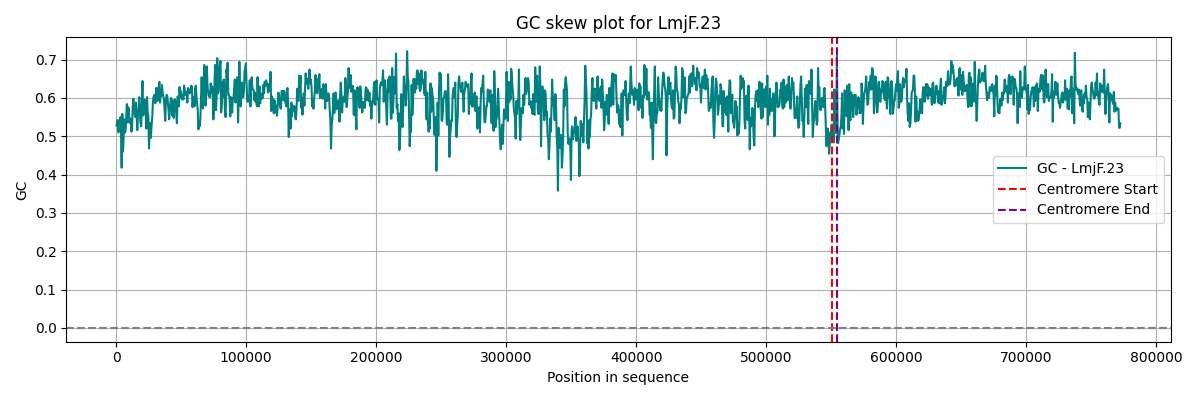 GC skew plot for LmjF.23
GC
0.7
0.6
0.5
0.4
0.3
0.2
0.1
0.0
GC - LmjF.23
Centromere Start
Centromere End
0 100000 200000 300000 400000 500000 600000 700000 800000
Position in sequence